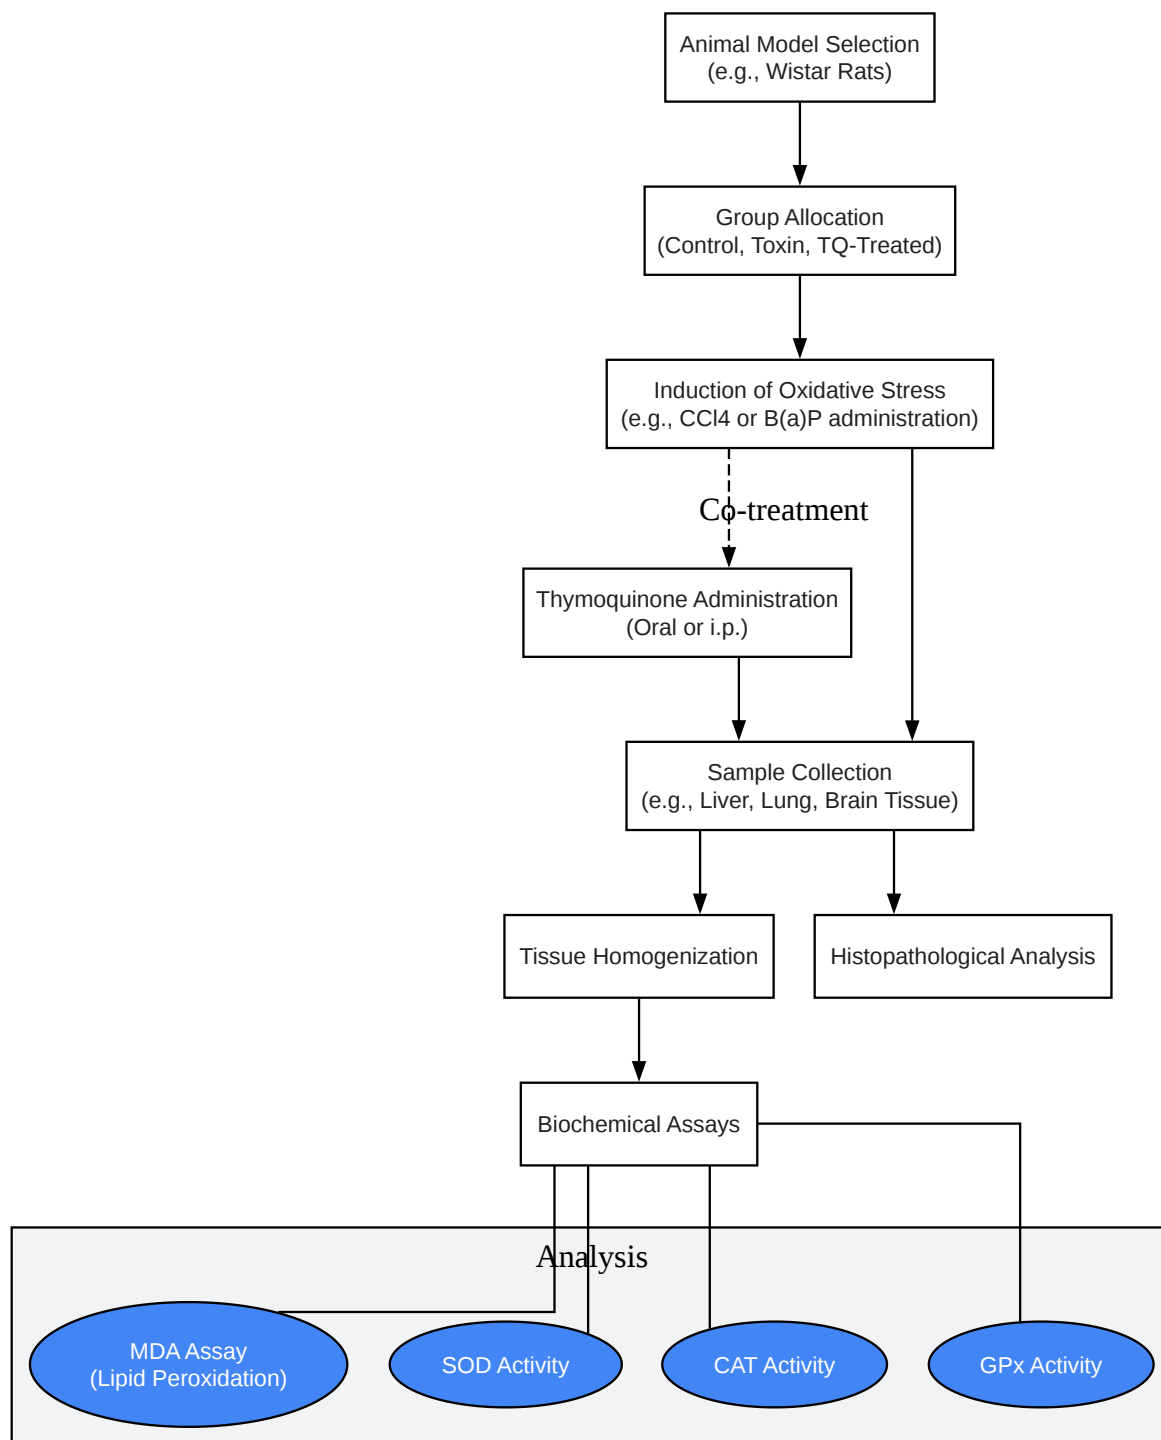 Animal Model Selection
(e.g., Wistar Rats)
Group Allocation
(Control, Toxin, TQ-Treated)
Induction of Oxidative Stress
(e.g., CCl4 or B(a)P administration)
Co-treatment
Thymoquinone Administration
(Oral or i.p.)
Sample Collection
(e.g., Liver, Lung, Brain Tissue)
Tissue Homogenization
Histopathological Analysis
Biochemical Assays
Analysis
MDA Assay
(Lipid Peroxidation)
SOD Activity
CAT Activity
GPx Activity